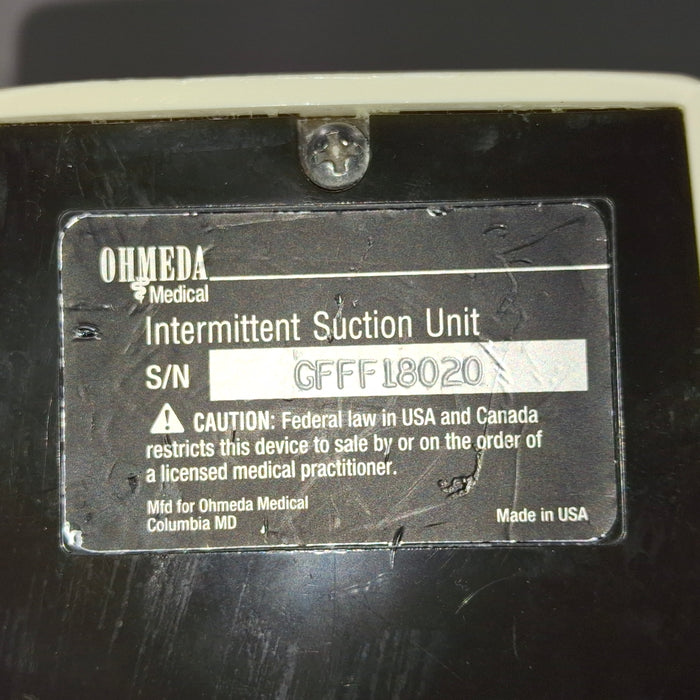 OHMEDA
Medical
Intermittent Suction Unit
S/N GFFF18020
CAUTION: Federal law in USA and Canada
restricts this device to sale by or on the order of
a licensed medical practitioner.
Mfd for Ohmeda Medical
Columbia MD
Made in USA